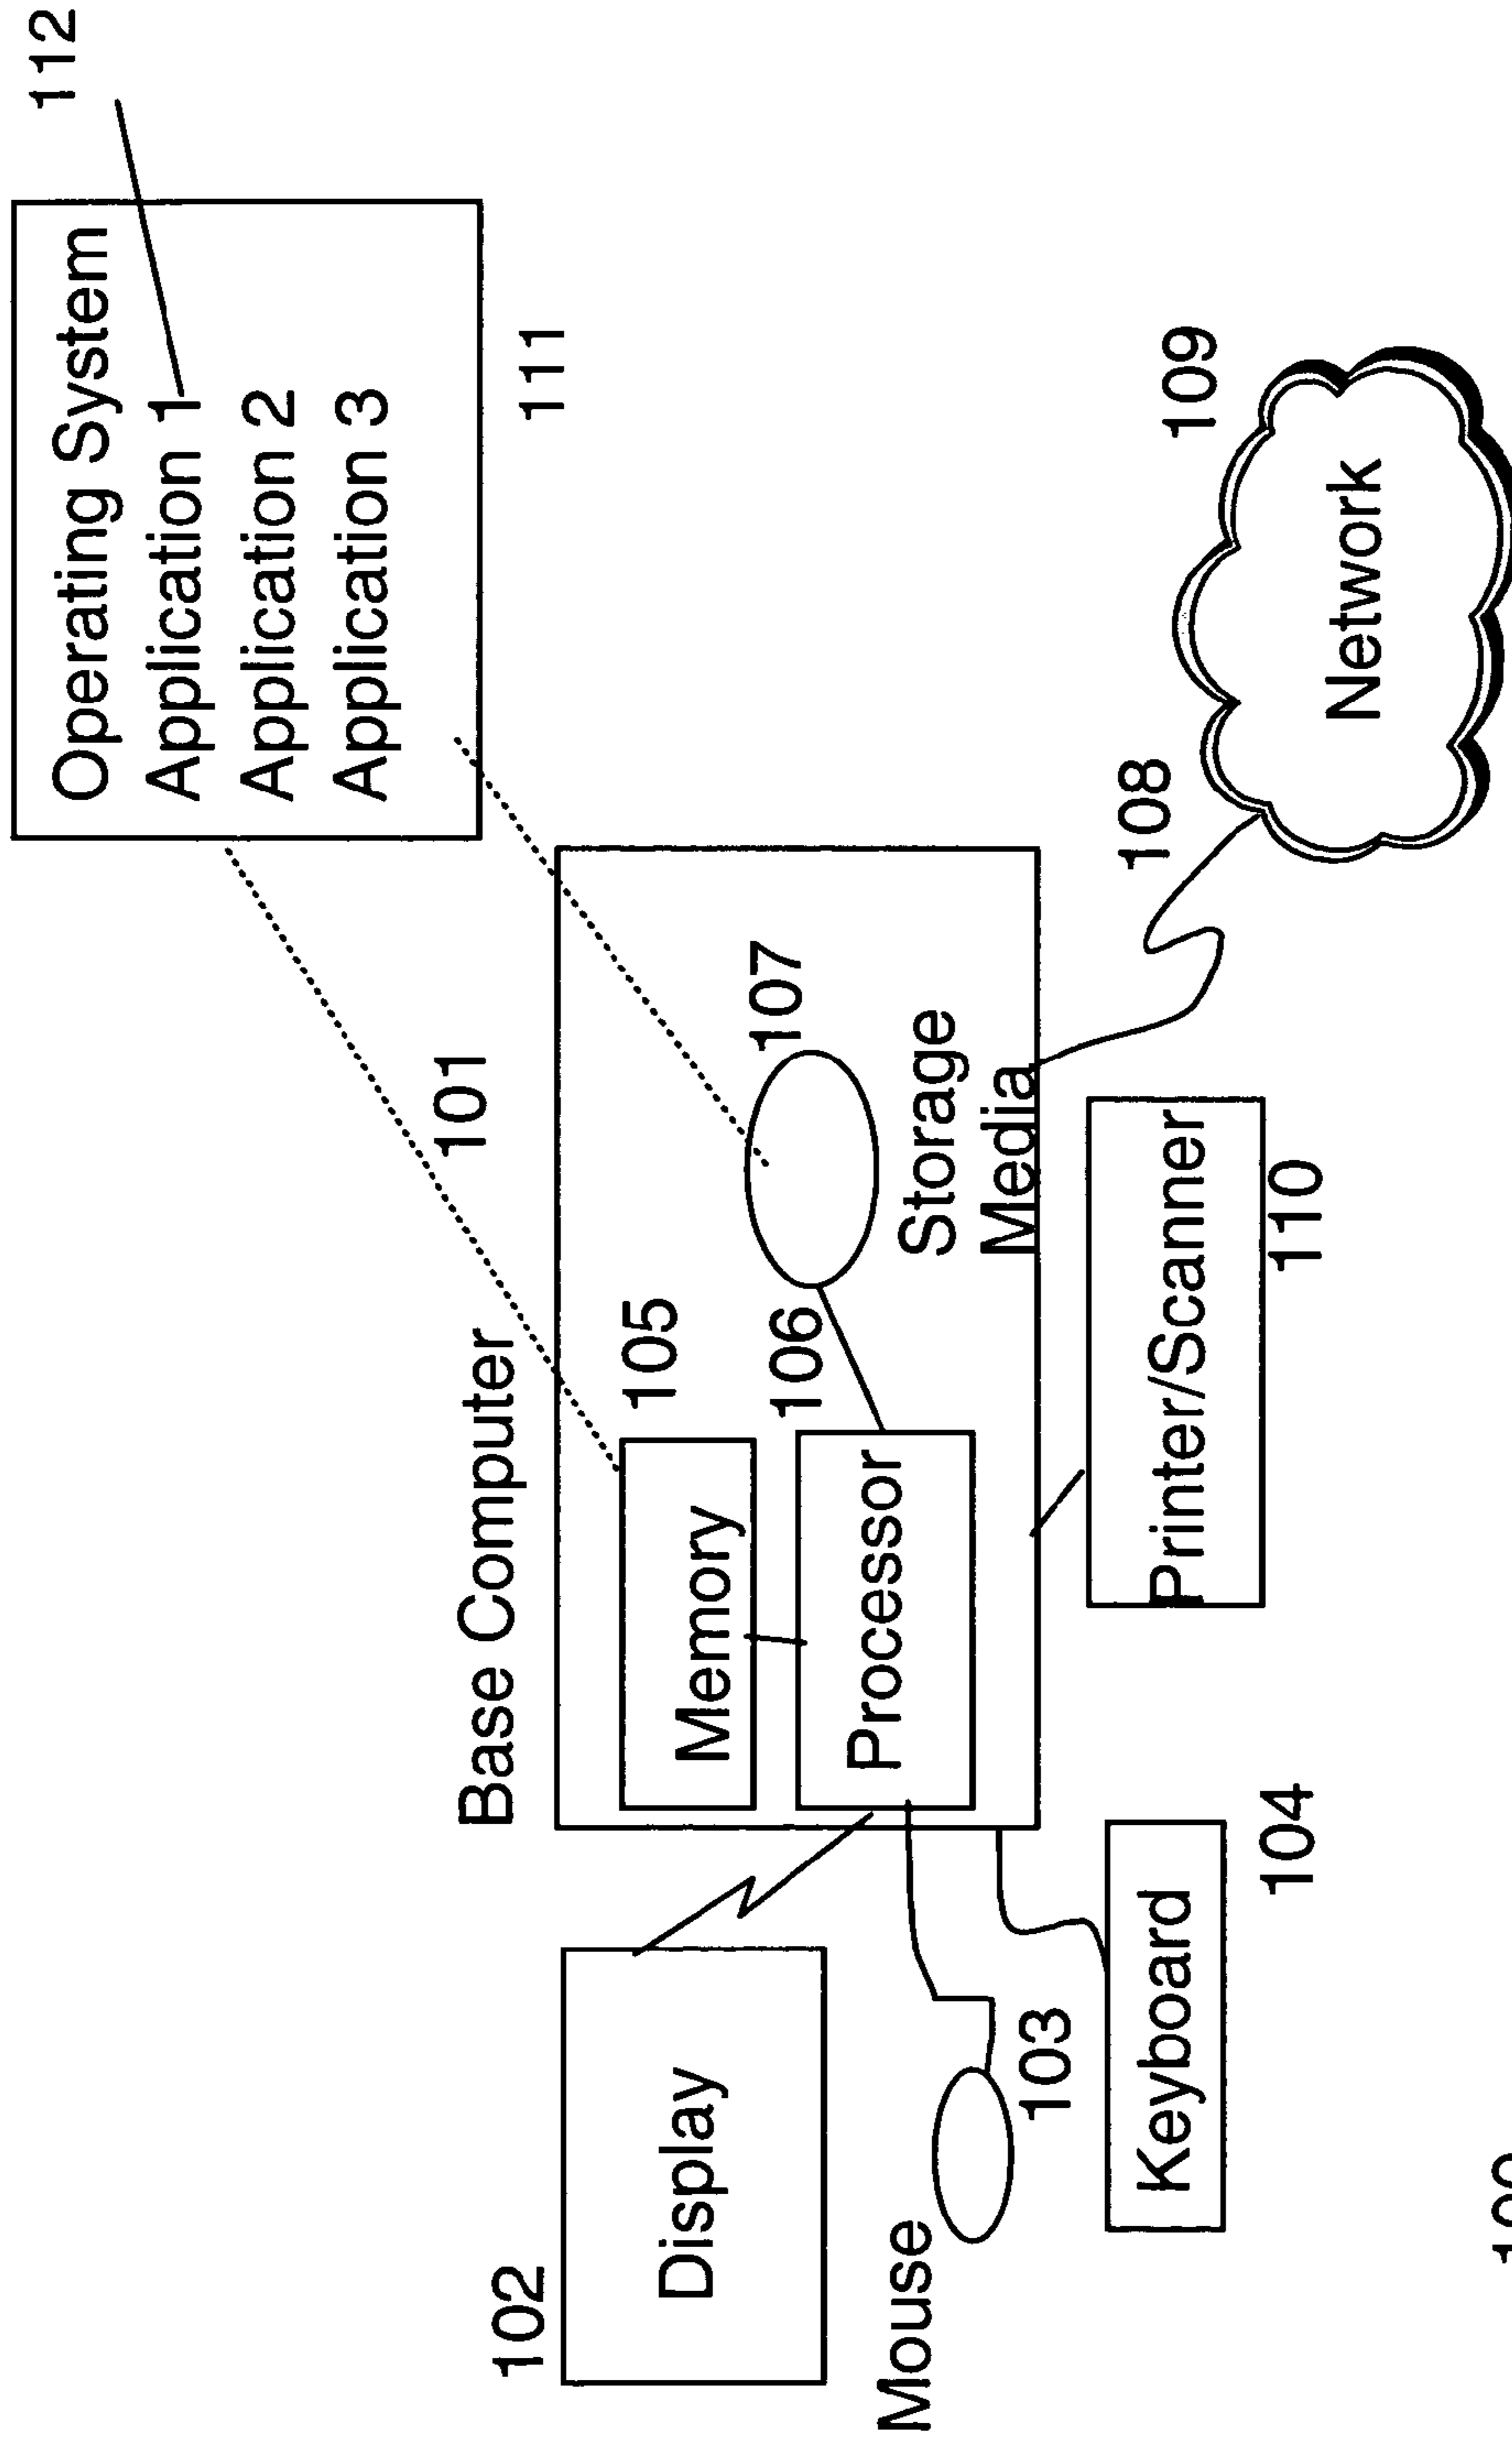 112
Operating System
Application 1
Application 2
Application 3
111
Base Computer
101
102
Display
Memory
105
Processor
106
107
Storage
Media
108
109
Network
Mouse
103
Keyboard
104
Printer/Scanner
110
100